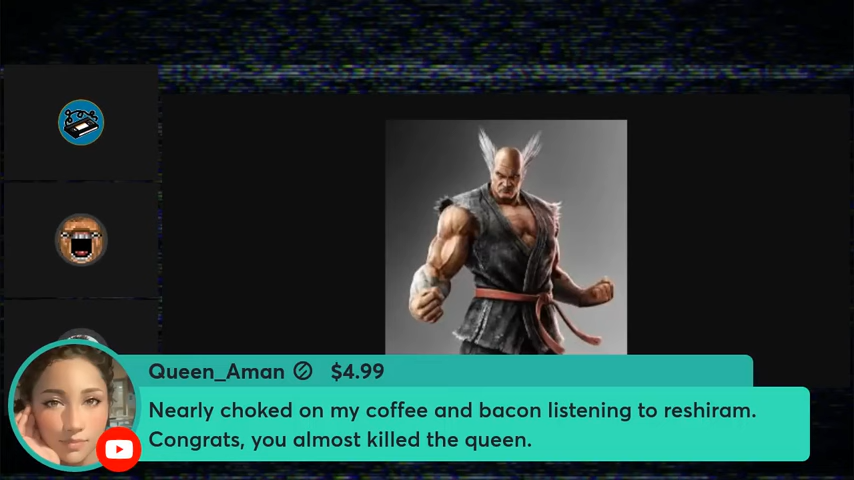 Queen_Aman $4.99
Nearly choked on my coffee and bacon listening to reshiram.
Congrats, you almost killed the queen.